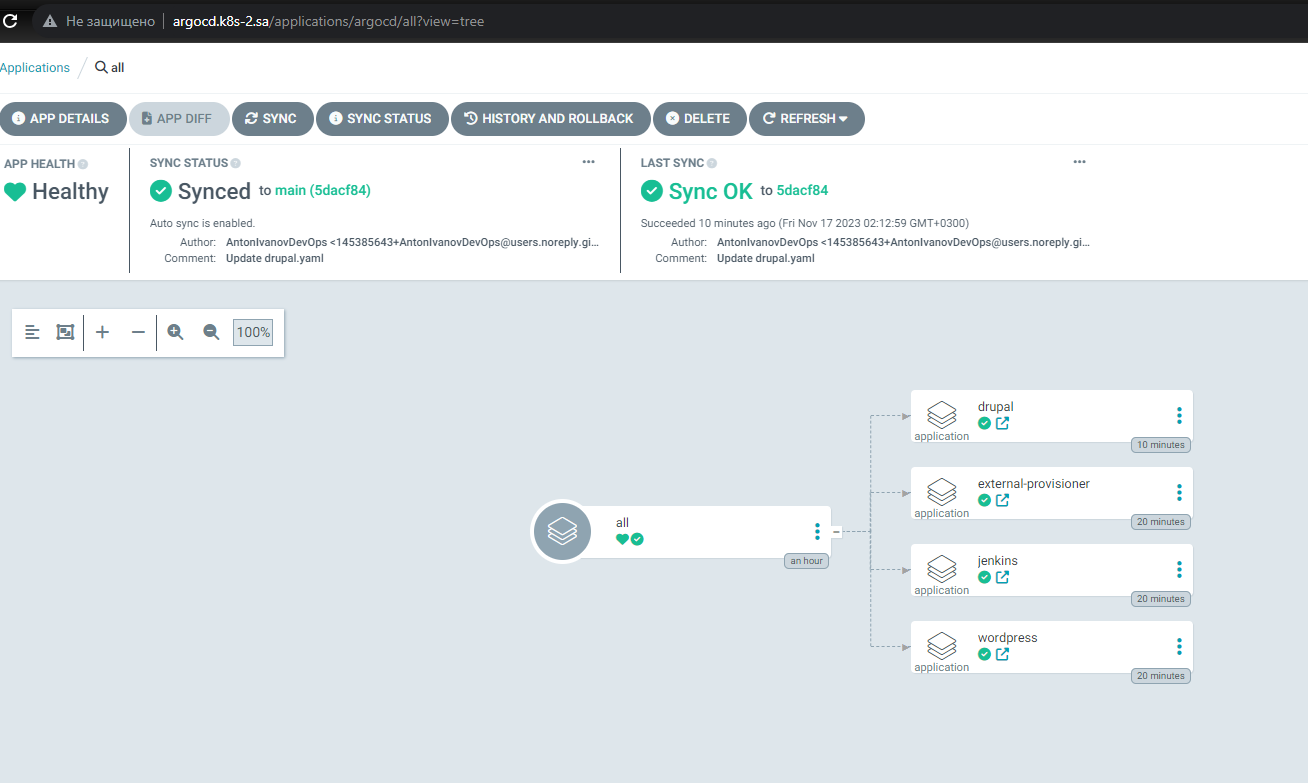 Не защищено argocd.k8s-2.sa/applications/argocd/all?view=tree
Applications / all
APP DETAILS APP DIFF SYNC SYNC STATUS HISTORY AND ROLLBACK DELETE REFRESH
APP HEALTH
Healthy
SYNC STATUS
Synced to main (5dacf84)
Auto sync is enabled.
Author: AntonIvanovDevOps <145385643+AntonIvanovDevOps@users.noreply.gi...
Comment: Update drupal.yaml
LAST SYNC
Sync OK to 5dacf84
Succeeded 10 minutes ago (Fri Nov 17 2023 02:12:59 GMT+0300)
Author: AntonIvanovDevOps <145385643+AntonIvanovDevOps@users.noreply.gi...
Comment: Update drupal.yaml
100%
all
an hour
drupal
application
10 minutes
external-provisioner
application
20 minutes
jenkins
application
20 minutes
wordpress
application
20 minutes